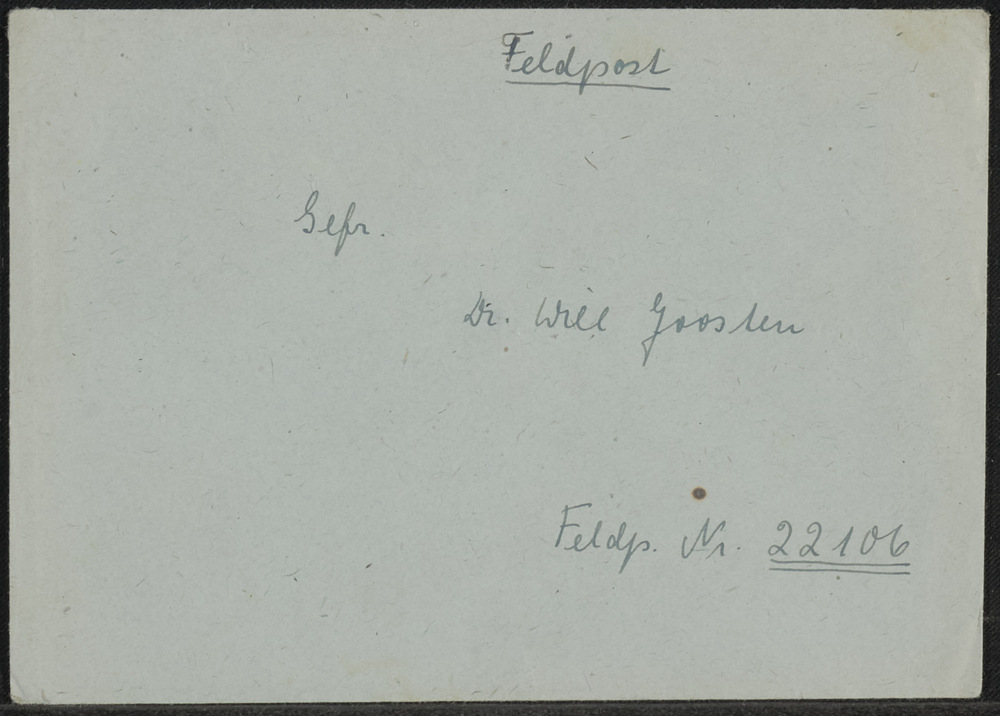 Feldpost
Gefr.
Dr. Will Goosten
Feldp. Nr. 22106